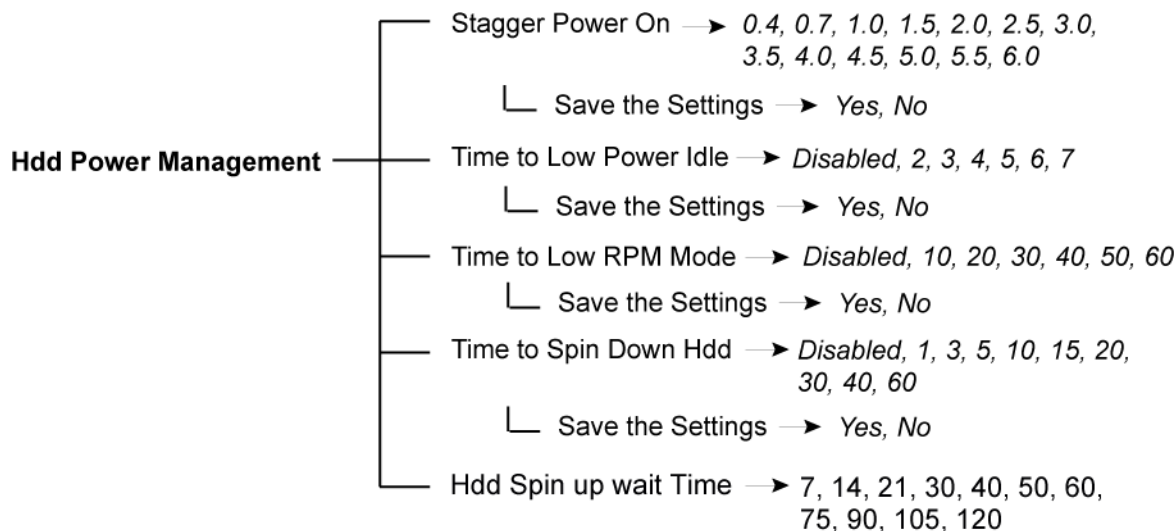 Stagger Power On 0.4, 0.7, 1.0, 1.5, 2.0, 2.5, 3.0,
3.5, 4.0, 4.5, 5.0, 5.5, 6.0
Save the Settings Yes, No
Hdd Power Management
Time to Low Power Idle Disabled, 2, 3, 4, 5, 6, 7
Save the Settings Yes, No
Time to Low RPM Mode Disabled, 10, 20, 30, 40, 50, 60
Save the Settings Yes, No
Time to Spin Down Hdd Disabled, 1, 3, 5, 10, 15, 20,
30, 40, 60
Save the Settings Yes, No
Hdd Spin up wait Time 7, 14, 21, 30, 40, 50, 60,
75, 90, 105, 120